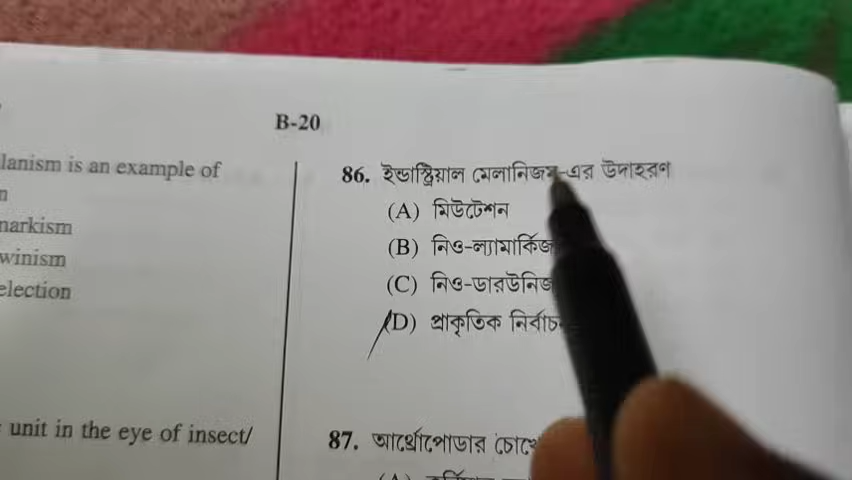 B-20
lanism is an example of
n
narkism
winism
election
unit in the eye of insect/
86. ইন্ডাস্ট্রিয়াল মেলানিজম-এর উদাহরণ
(A) মিউটেশন
(B) নিও-ল্যামার্কিজ
(C) নিও-ডারউনিজ
(D) প্রাকৃতিক নির্বাচ
87. আর্থ্রোপোডার চোখে
(A)